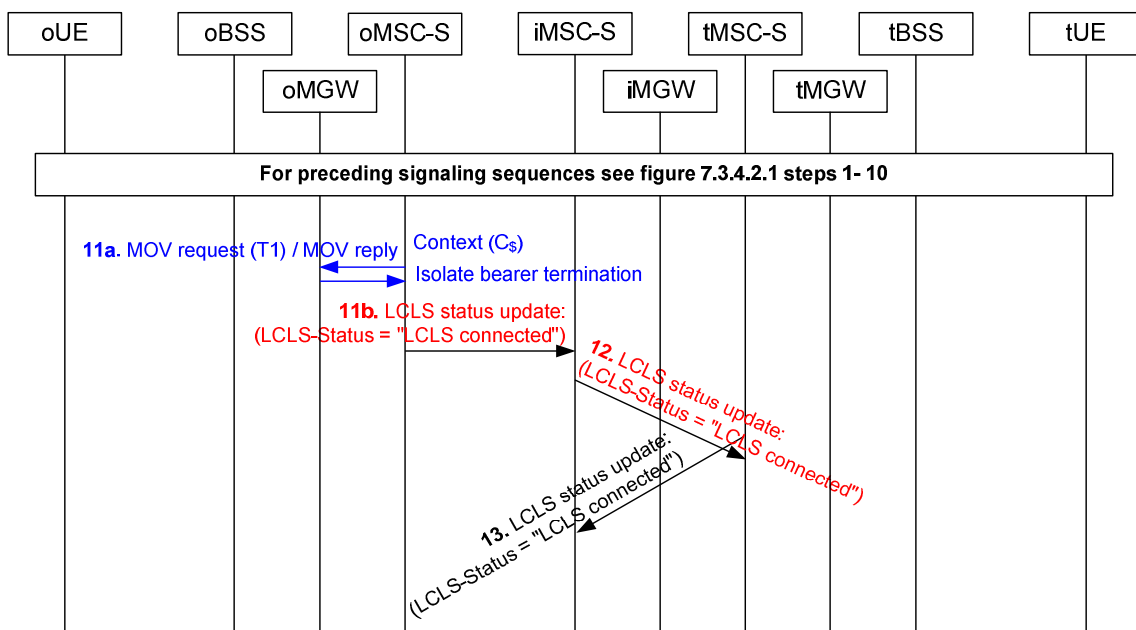 oUE
oBSS
oMSC-S
iMSC-S
tMSC-S
tBSS
tUE
oMGW
iMGW
tMGW
For preceding signaling sequences see figure 7.3.4.2.1 steps 1- 10
11a. MOV request (T1) / MOV reply
Context (C$)
Isolate bearer termination
11b. LCLS status update:
(LCLS-Status = "LCLS connected")
12. LCLS status update:
(LCLS-Status = "LCLS connected")
13. LCLS status update:
(LCLS-Status = "LCLS connected")